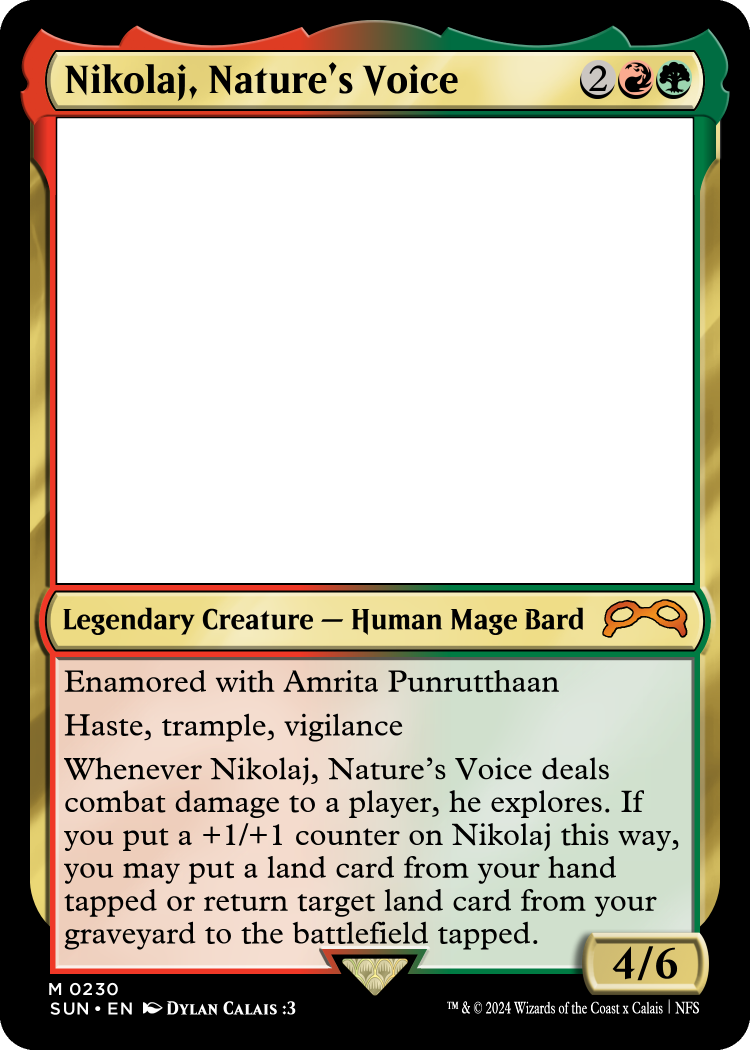 Nikolaj, Nature's Voice 2
Legendary Creature — Human Mage Bard
Enamored with Amrita Punrutthaan
Haste, trample, vigilance
Whenever Nikolaj, Nature's Voice deals
combat damage to a player, he explores. If
you put a +1/+1 counter on Nikolaj this way,
you may put a land card from your hand
tapped or return target land card from your
graveyard to the battlefield tapped.
4/6
M 0230
SUN • EN DYLAN CALAIS :3
™ & © 2024 Wizards of the Coast x Calais | NFS